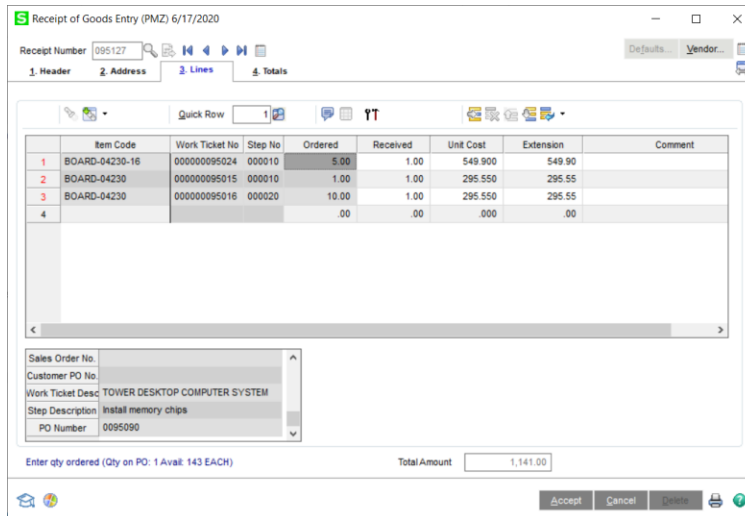 S Receipt of Goods Entry (PMZ) 6/17/2020
Receipt Number 095127 Defaults... Vendor...
1. Header 2. Address 3. Lines 4. Totals
Quick Row 1
Item Code Work Ticket No Step No Ordered Received Unit Cost Extension Comment
1 BOARD-04230-16 000000095024 000010 5.00 1.00 549.900 549.90
2 BOARD-04230 000000095015 000010 1.00 1.00 295.550 295.55
3 BOARD-04230 000000095016 000020 10.00 1.00 295.550 295.55
4 .00 .00 .000 .00
Sales Order No.
Customer PO No.
Work Ticket Desc TOWER DESKTOP COMPUTER SYSTEM
Step Description Install memory chips
PO Number 0095090
Enter qty ordered (Qty on PO: 1 Avail: 143 EACH) Total Amount 1,141.00
Accept Cancel Delete